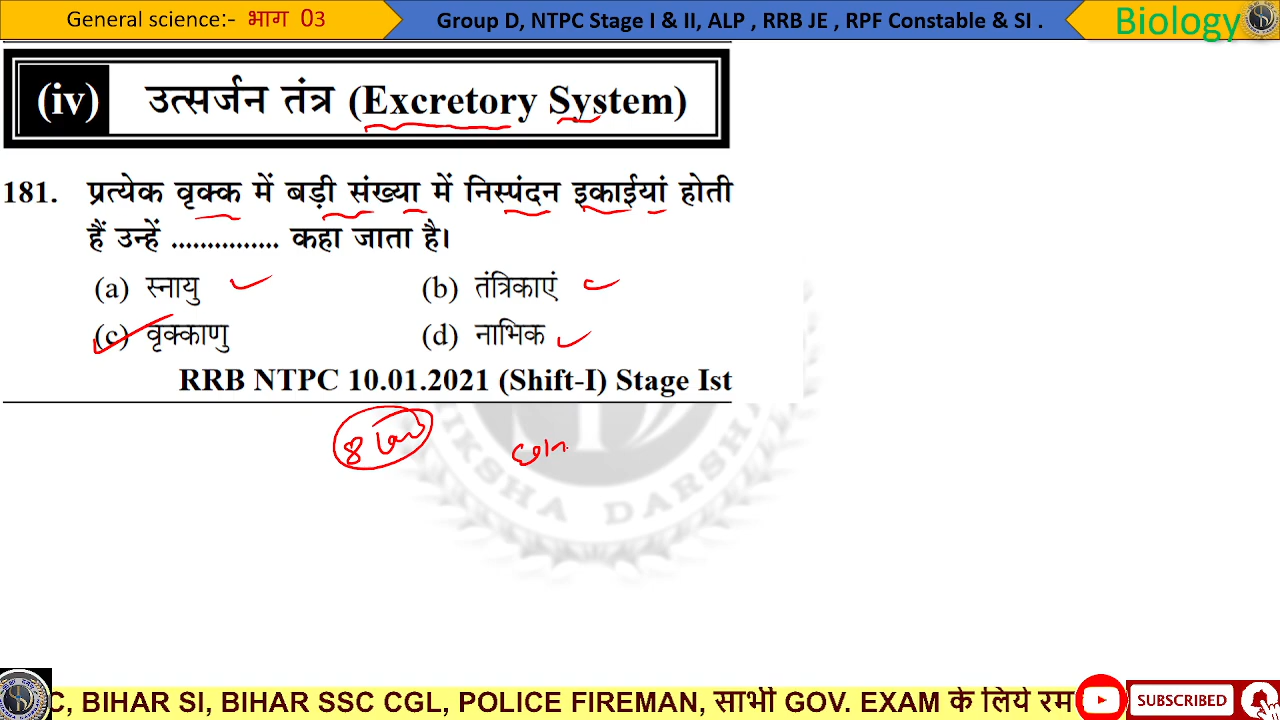 General science:- भाग 03
Group D, NTPC Stage I & II, ALP , RRB JE , RPF Constable & SI .
Biology
(iv) उत्सर्जन तंत्र (Excretory System)
181. प्रत्येक वृक्क में बड़ी संख्या में निस्पंदन इकाईयां होती
हैं उन्हें ............... कहा जाता है।
(a) स्नायु (b) तंत्रिकाएं
(c) वृक्काणु (d) नाभिक
RRB NTPC 10.01.2021 (Shift-I) Stage Ist
KSHA DARSH
C, BIHAR SI, BIHAR SSC CGL, POLICE FIREMAN, साभी GOV. EXAM के लिये रम
SUBSCRIBED